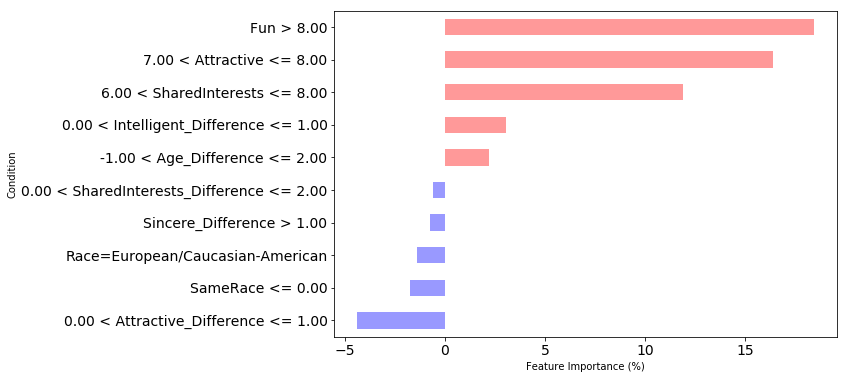 Fun > 8.00
7.00 < Attractive <= 8.00
6.00 < SharedInterests <= 8.00
0.00 < Intelligent_Difference <= 1.00
-1.00 < Age_Difference <= 2.00
0.00 < SharedInterests_Difference <= 2.00
Sincere_Difference > 1.00
Race=European/Caucasian-American
SameRace <= 0.00
0.00 < Attractive_Difference <= 1.00
Condition
−5 0 5 10 15
Feature Importance (%)